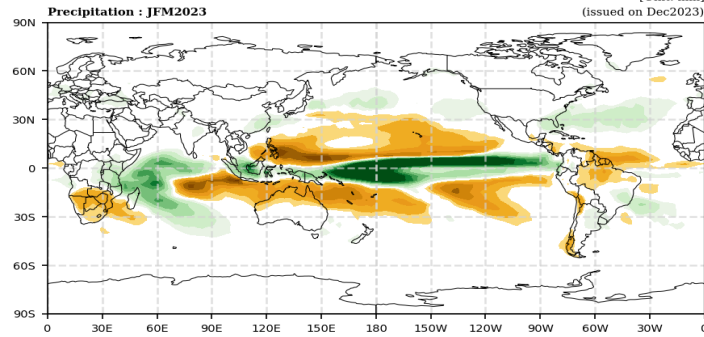 Precipitation : JFM2023
(issued on Dec2023)
90N
60N
30N
0
30S
60S
90S
0 30E 60E 90E 120E 150E 180 150W 120W 90W 60W 30W 0